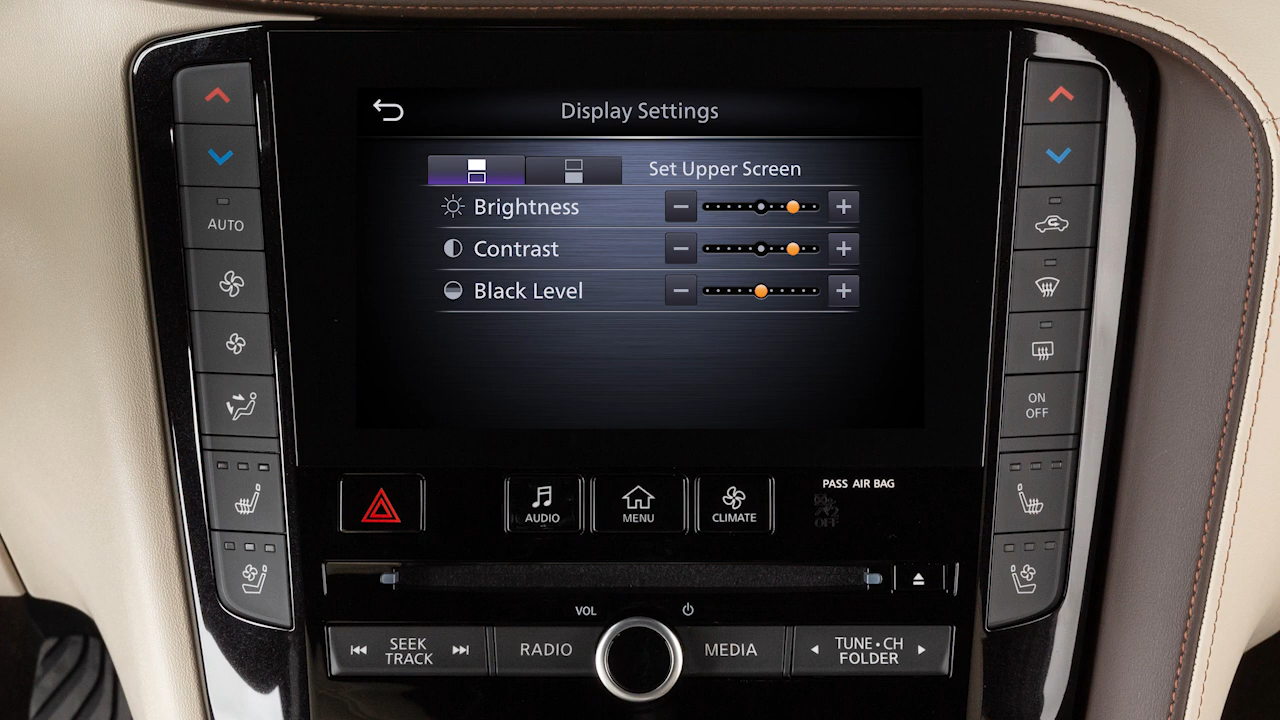 Display Settings
Set Upper Screen
Brightness
Contrast
Black Level
AUTO
ON
OFF
PASS AIR BAG
OFF
AUDIO
MENU
CLIMATE
VOL
SEEK
TRACK
RADIO
MEDIA
TUNE•CH
FOLDER